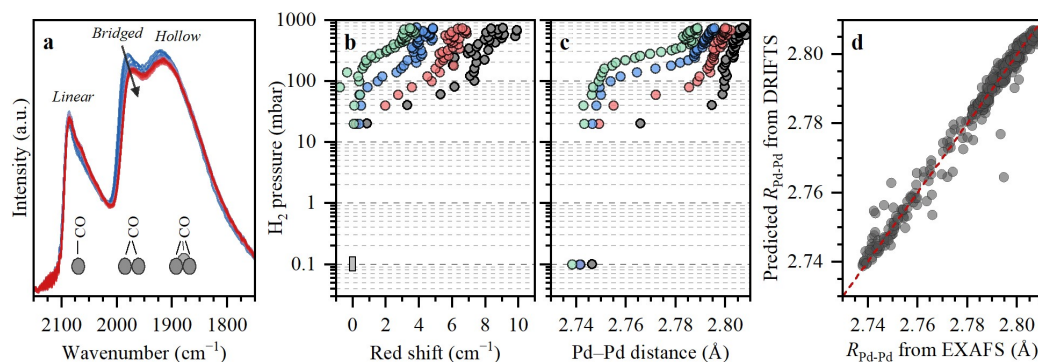 a
Linear
Bridged
Hollow
CO
CO
CO
Intensity (a.u.)
2100 2000 1900 1800
Wavenumber (cm⁻¹)
b
1000
100
10
1
0.1
H₂ pressure (mbar)
0 2 4 6 8 10
Red shift (cm⁻¹)
c
2.74 2.76 2.78 2.80
Pd–Pd distance (Å)
d
2.80
2.78
2.76
2.74
Predicted R_Pd-Pd from DRIFTS
2.74 2.76 2.78 2.80
R_Pd-Pd from EXAFS (Å)